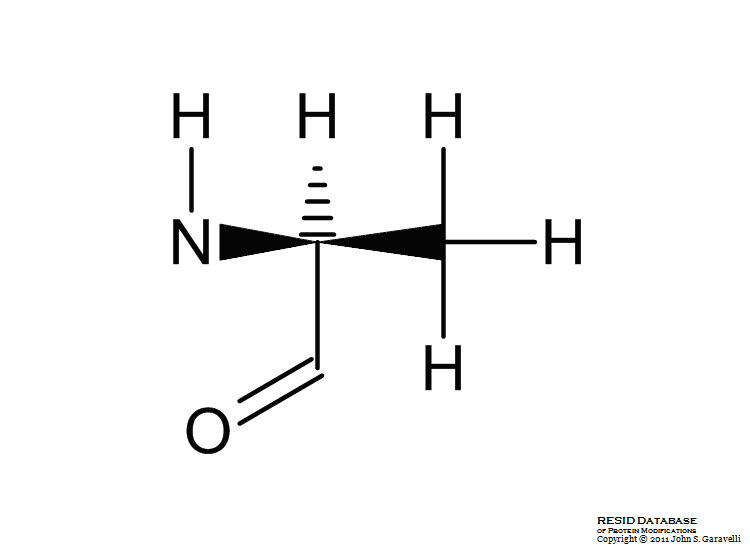 H H H
N H
H
O
RESID DATABASE
OF PROTEIN MODIFICATIONS
Copyright © 2011 John S. Garavelli